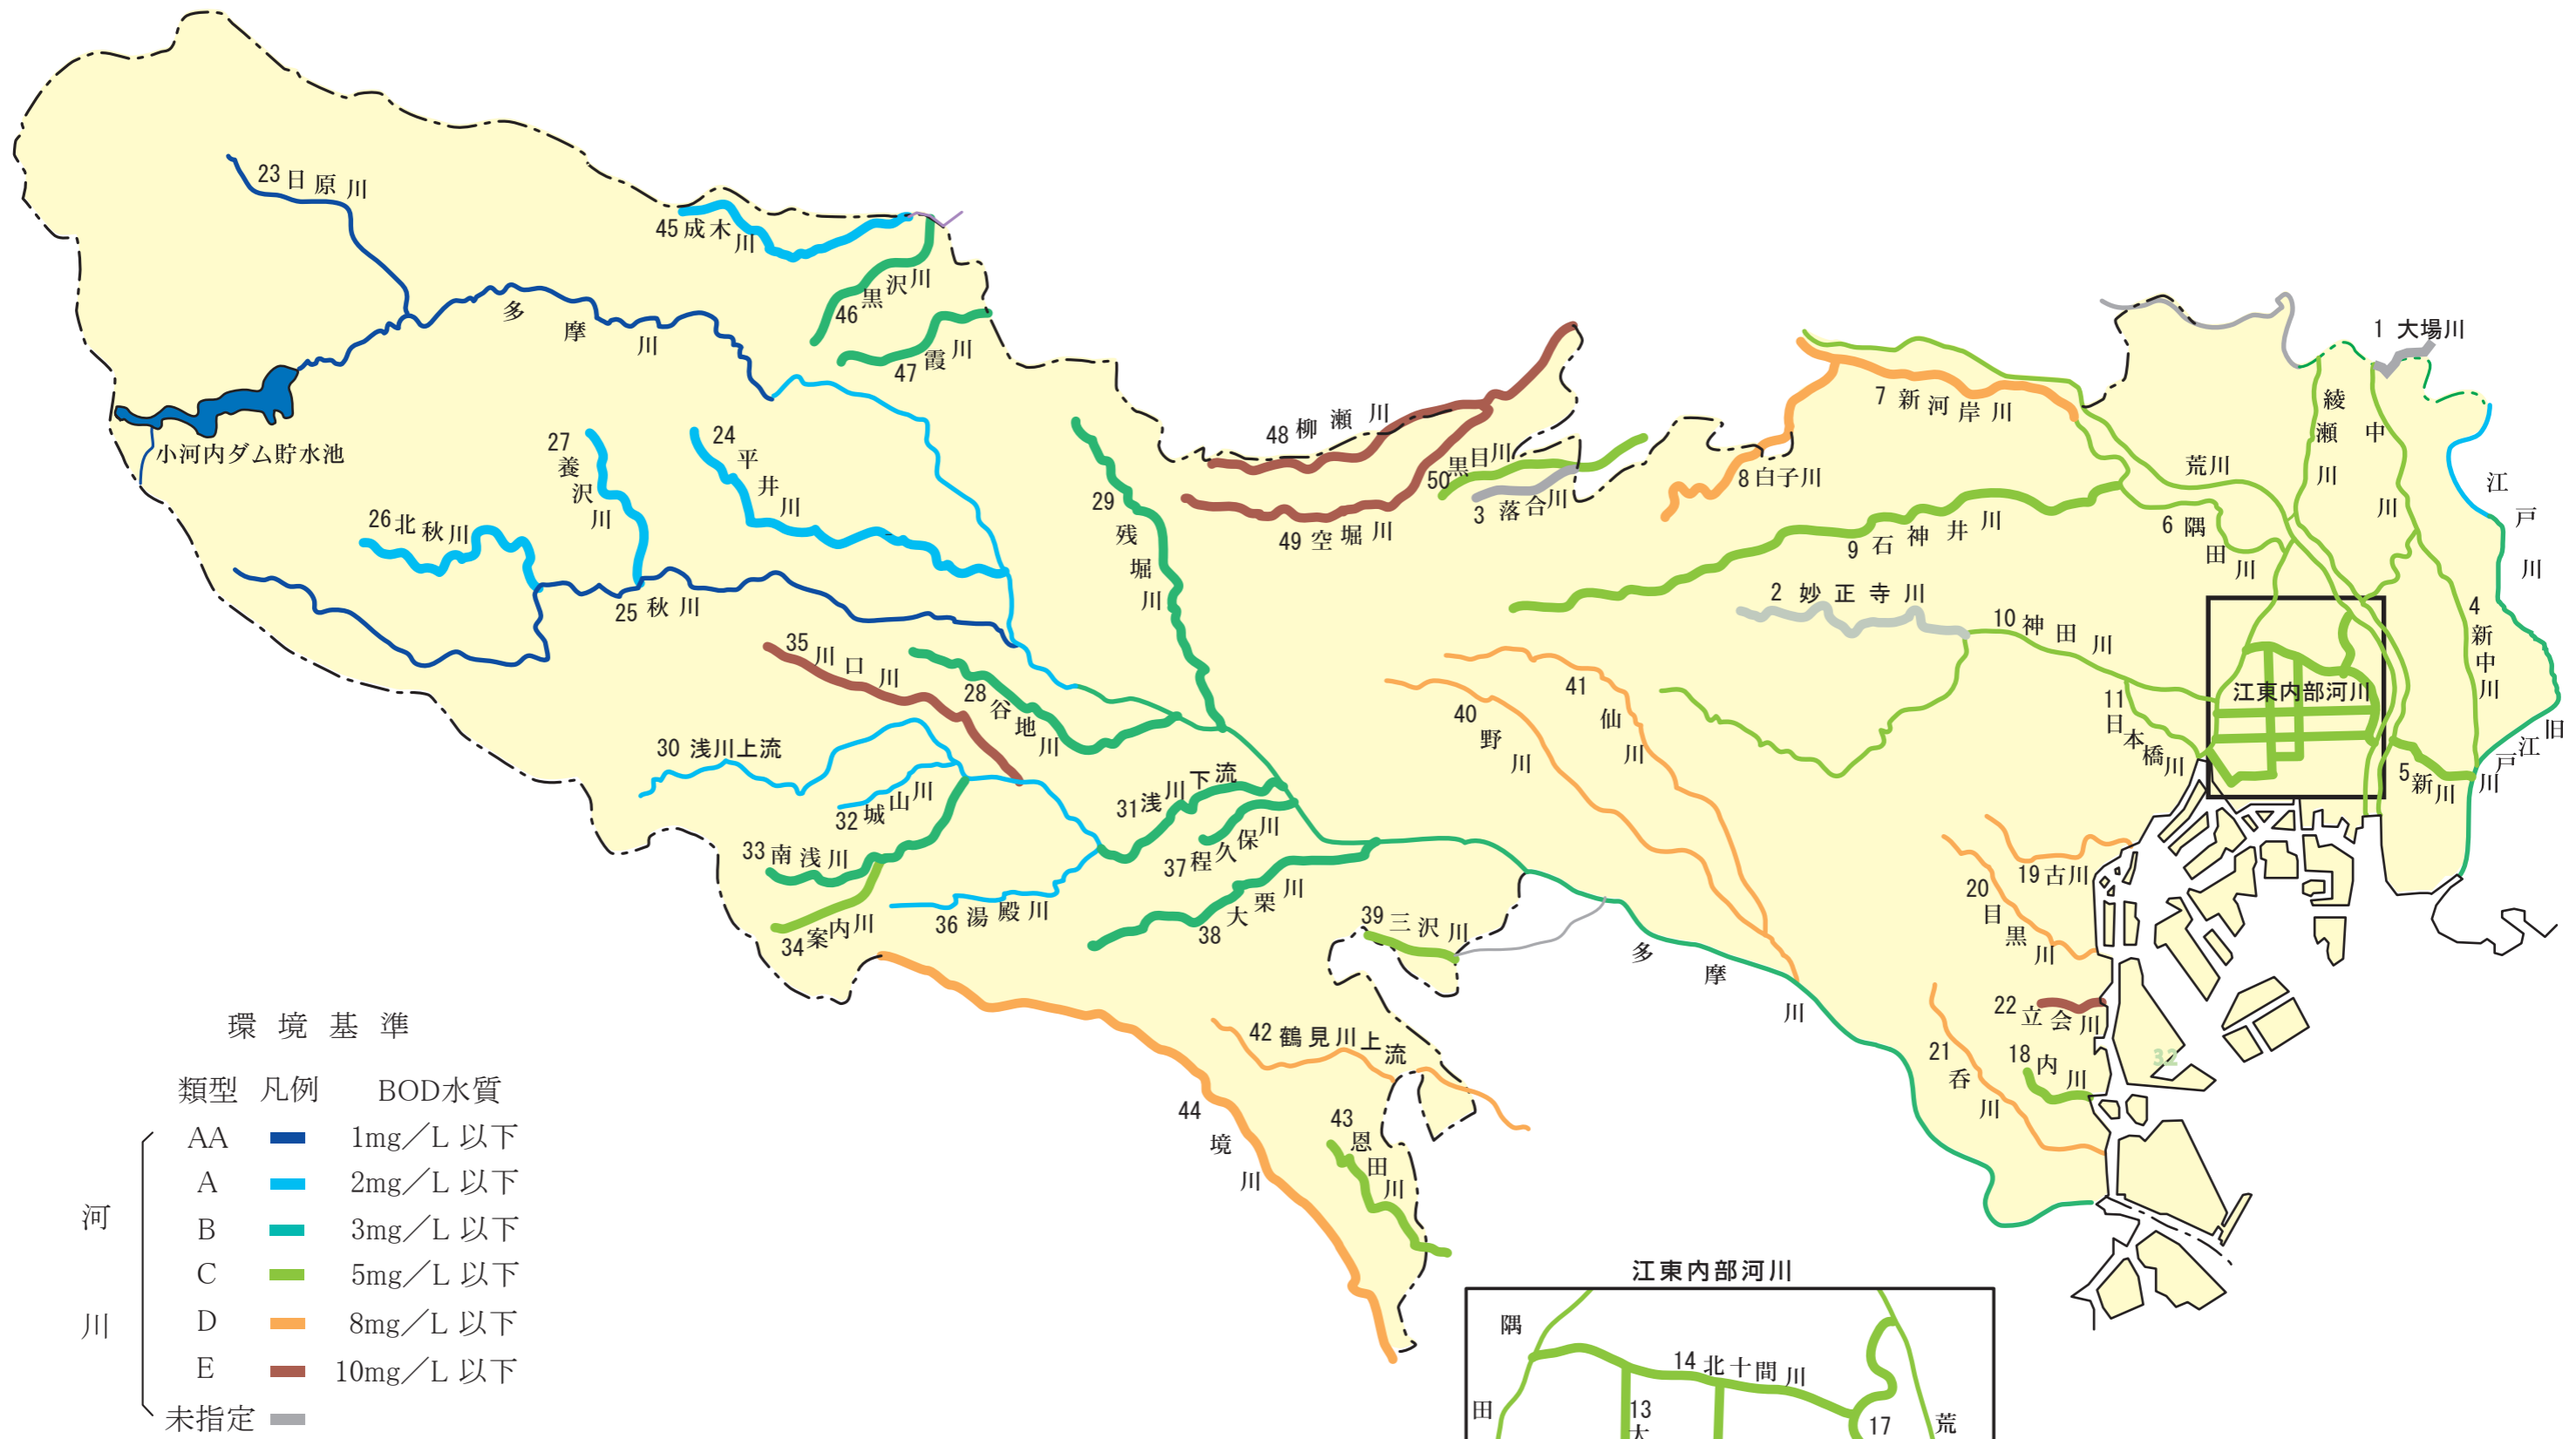 23 日原川
45 成木川
46 黒沢川
47 霞川
多摩川
小河内ダム貯水池
27 養沢川
24 平井川
26 北秋川
25 秋川
29 残堀川
48 柳瀬川
49 空堀川
50 黒目川
3 落合川
7 新河岸川
8 白子川
9 石神井川
1 大場川
綾瀬川
中川
荒川
6 隅田川
江戸川
2 妙正寺川
10 神田川
11 日本橋川
江東内部河川
4 新中川
5 新川
旧江戸川
35 川口川
28 谷地川
30 浅川上流
32 城山川
31 浅川下流
33 南浅川
34 案内川
36 湯殿川
37 程久保川
38 大栗川
39 三沢川
40 野川
41 仙川
多摩川
19 古川
20 目黒川
22 立会川
18 内川
21 呑川
32
42 鶴見川上流
43 恩田川
44 境川
環境基準
類型 凡例 BOD水質
河川
AA 1mg/L 以下
A 2mg/L 以下
B 3mg/L 以下
C 5mg/L 以下
D 8mg/L 以下
E 10mg/L 以下
未指定
江東内部河川
隅
田
14 北十間川
13
17
荒